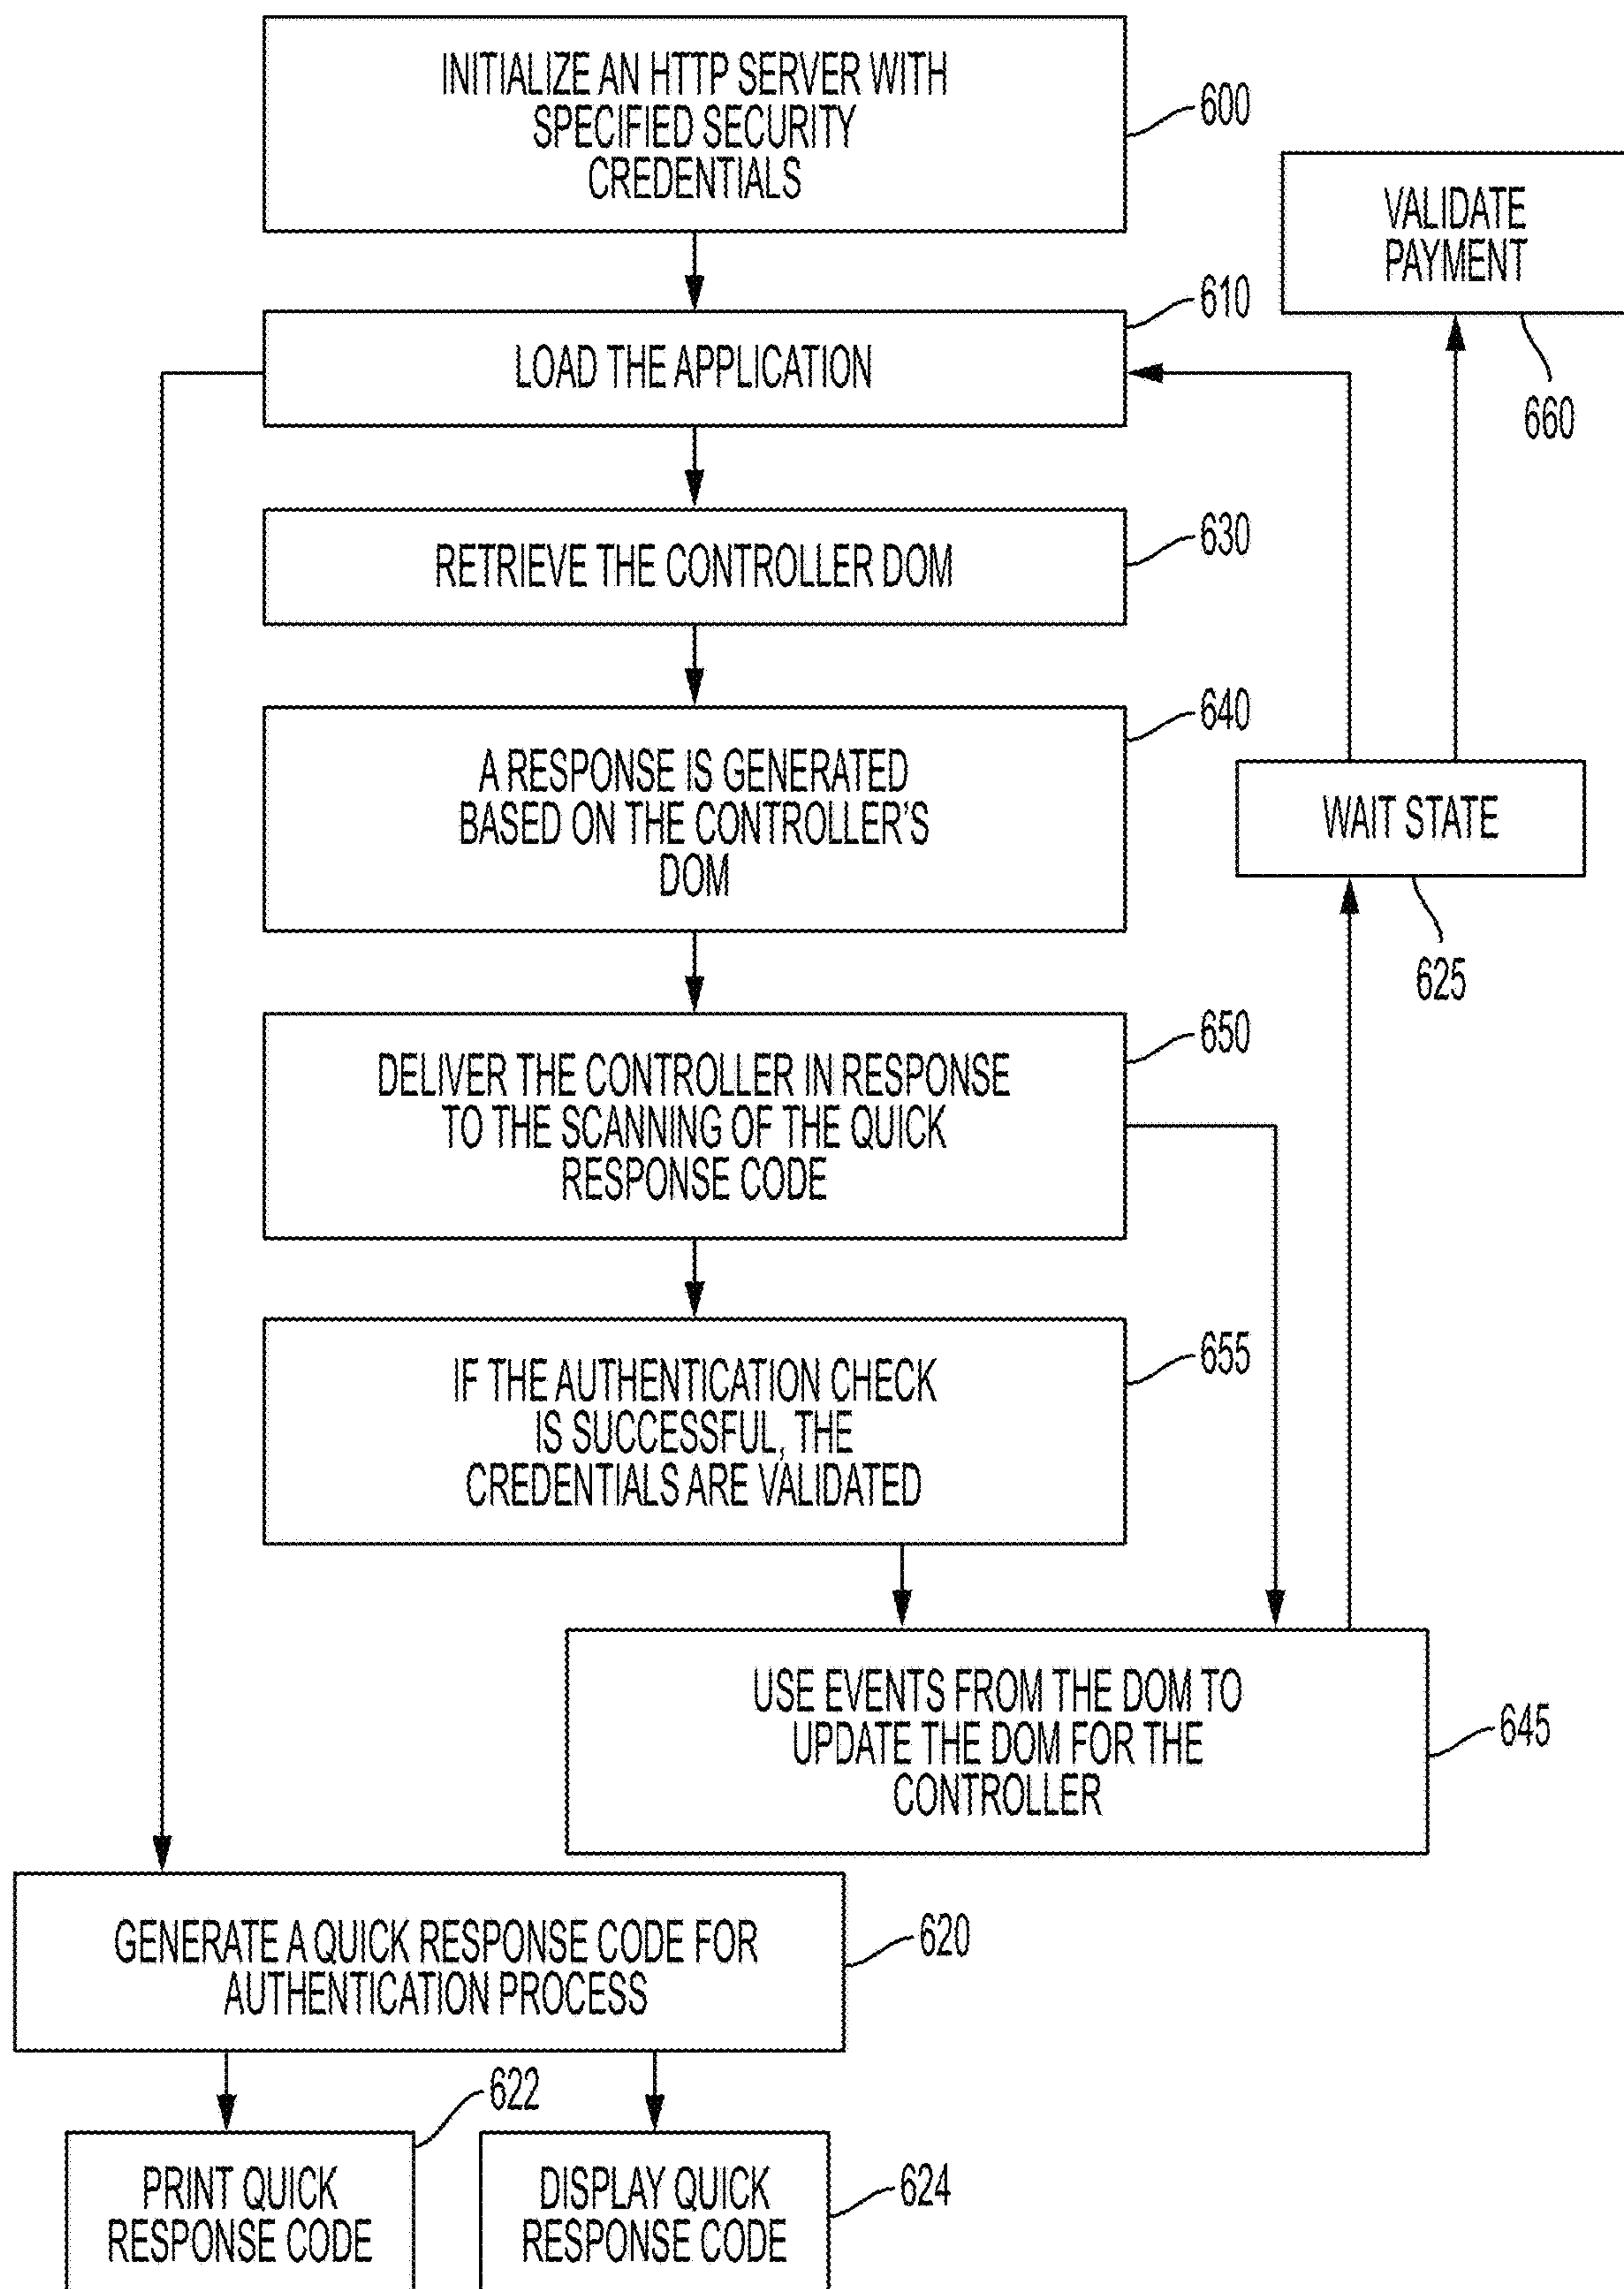 INITIALIZE AN HTTP SERVER WITH
SPECIFIED SECURITY
CREDENTIALS
600
VALIDATE
PAYMENT
660
LOAD THE APPLICATION
610
RETRIEVE THE CONTROLLER DOM
630
A RESPONSE IS GENERATED
BASED ON THE CONTROLLER'S
DOM
640
WAIT STATE
625
DELIVER THE CONTROLLER IN RESPONSE
TO THE SCANNING OF THE QUICK
RESPONSE CODE
650
IF THE AUTHENTICATION CHECK
IS SUCCESSFUL, THE
CREDENTIALS ARE VALIDATED
655
USE EVENTS FROM THE DOM TO
UPDATE THE DOM FOR THE
CONTROLLER
645
GENERATE A QUICK RESPONSE CODE FOR
AUTHENTICATION PROCESS
620
PRINT QUICK
RESPONSE CODE
622
DISPLAY QUICK
RESPONSE CODE
624